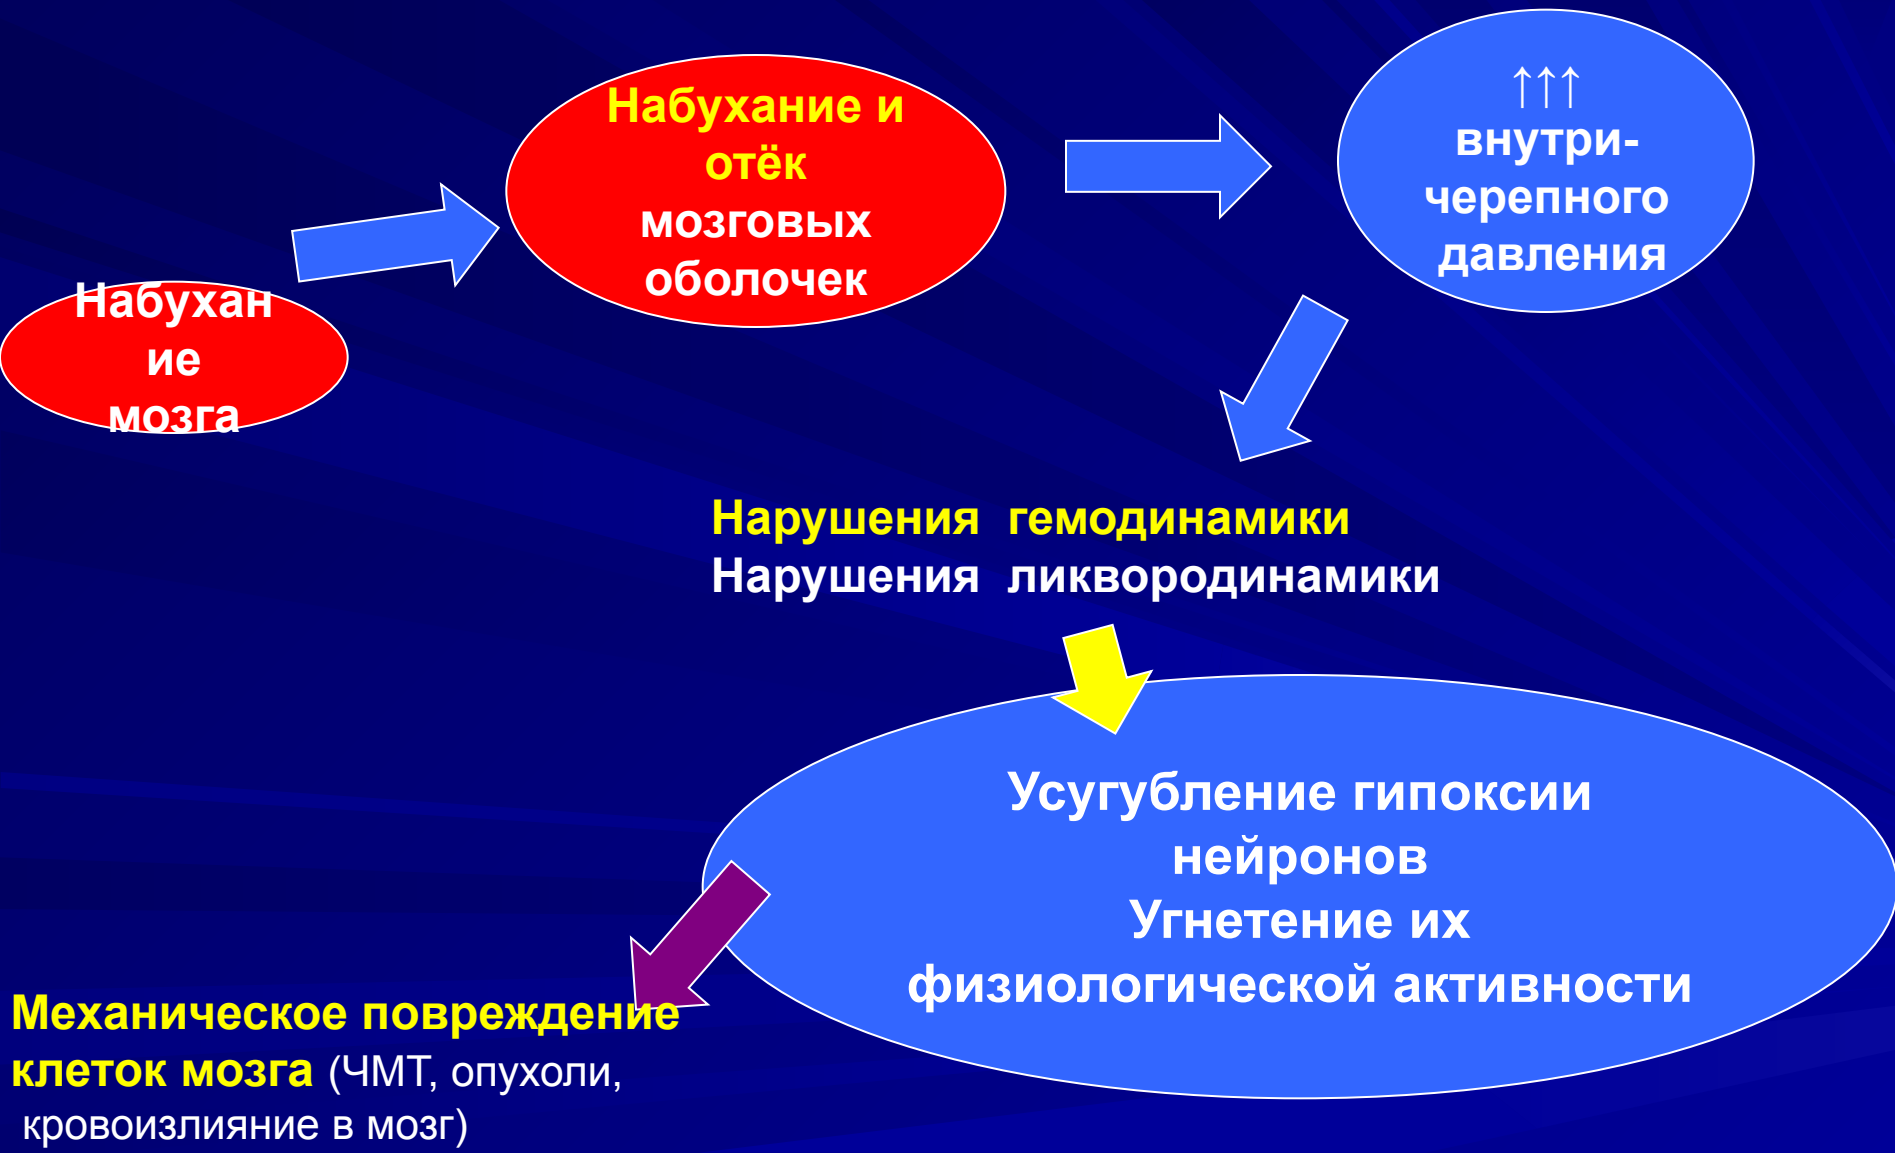 Набухан
ие
мозга
Набухание и
отёк
мозговых
оболочек
↑↑↑
внутри-
черепного
давления
Нарушения гемодинамики
Нарушения ликвородинамики
Усугубление гипоксии
нейронов
Угнетение их
физиологической активности
Механическое повреждение
клеток мозга (ЧМТ, опухоли,
кровоизлияние в мозг)